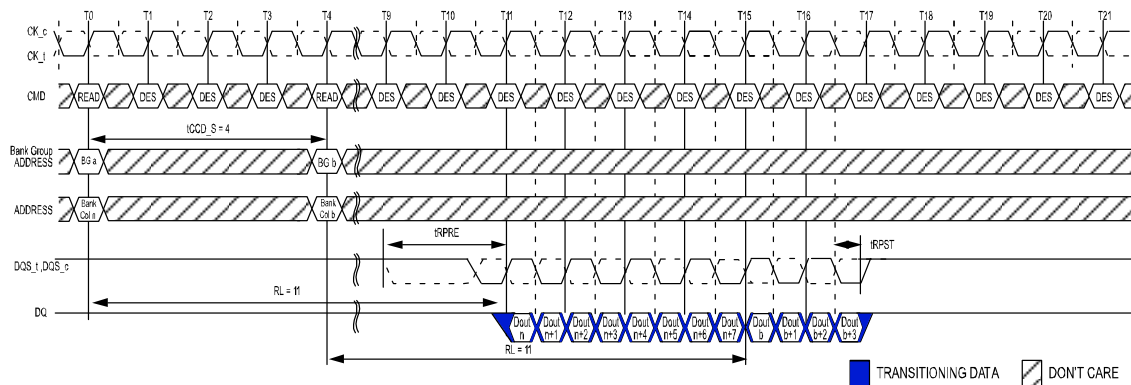 T0 T1 T2 T3 T4 T9 T10 T11 T12 T13 T14 T15 T16 T17 T18 T19 T20 T21
CK_c
CK_t
CMD READ DES DES DES READ DES DES DES DES DES DES DES DES DES DES DES DES DES
tCCD_S = 4
Bank Group
ADDRESS BG a BG b
ADDRESS Bank Col n Bank Col b
tRPRE tRPST
DQS_t ,DQS_c
RL = 11
DQ Dout n Dout n+1 Dout n+2 Dout n+3 Dout n+4 Dout n+5 Dout n+6 Dout n+7 Dout b Dout b+1 Dout b+2 Dout b+3
RL = 11
TRANSITIONING DATA DON'T CARE